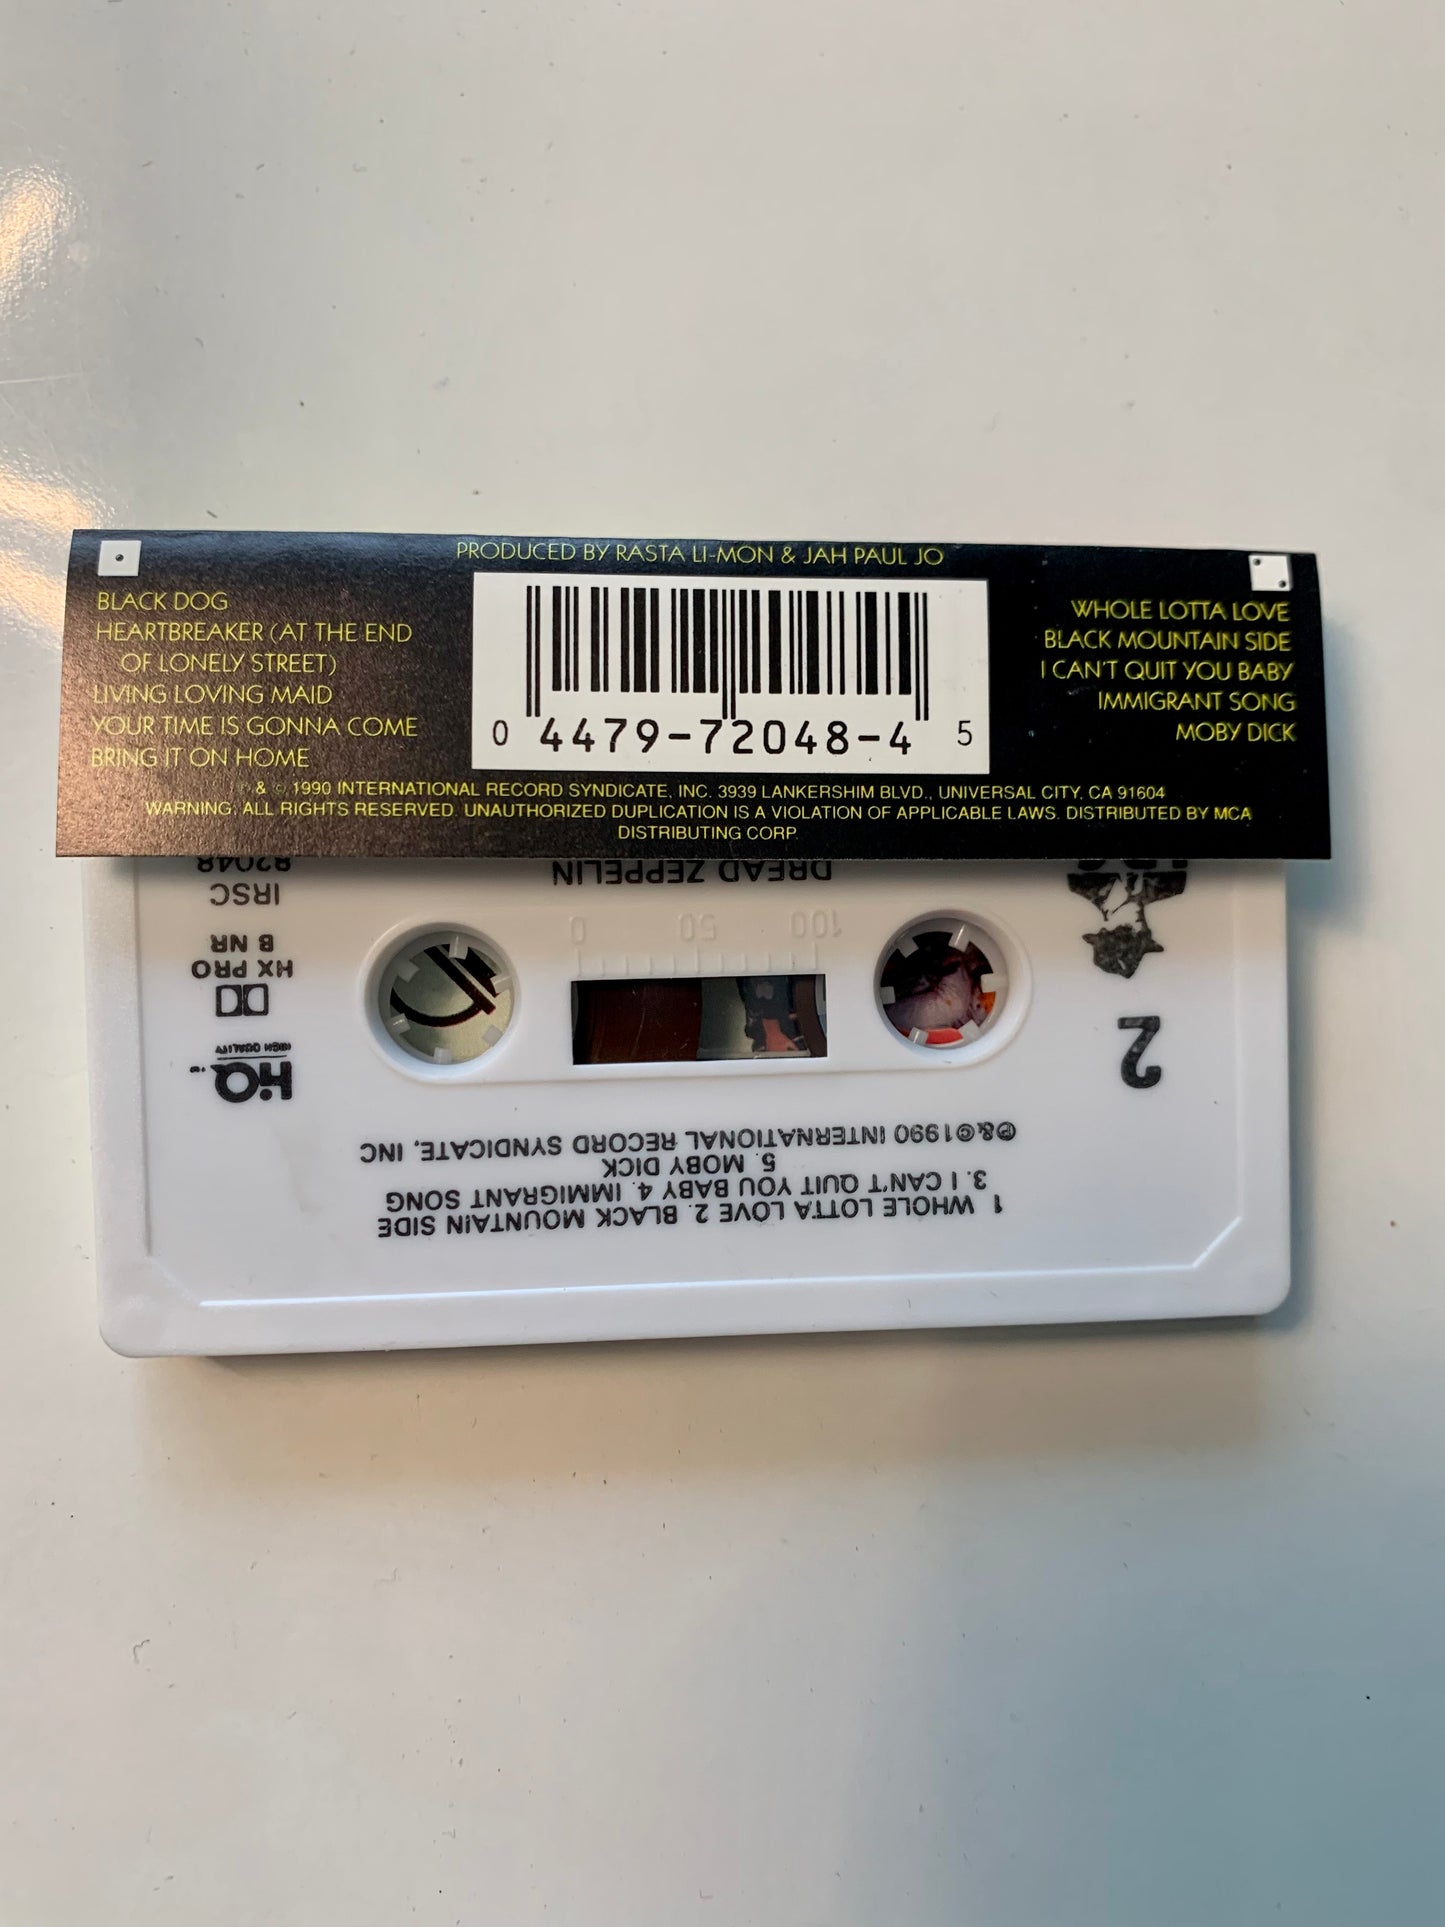 PRODUCED BY RASTA LI-MON & JAH PAUL JO
BLACK DOG
HEARTBREAKER (AT THE END
OF LONELY STREET)
LIVING LOVING MAID
YOUR TIME IS GONNA COME
BRING IT ON HOME
0 4479-72048-4 5
WHOLE LOTTA LOVE
BLACK MOUNTAIN SIDE
I CAN'T QUIT YOU BABY
IMMIGRANT SONG
MOBY DICK
℗ & © 1990 INTERNATIONAL RECORD SYNDICATE, INC. 3939 LANKERSHIM BLVD., UNIVERSAL CITY, CA 91604
WARNING: ALL RIGHTS RESERVED. UNAUTHORIZED DUPLICATION IS A VIOLATION OF APPLICABLE LAWS. DISTRIBUTED BY MCA
DISTRIBUTING CORP.
1. WHOLE LOTTA LOVE 2. BLACK MOUNTAIN SIDE
3. I CAN'T QUIT YOU BABY 4. IMMIGRANT SONG
5. MOBY DICK
℗&©1990 INTERNATIONAL RECORD SYNDICATE, INC
2
HQ
HIGH QUALITY
HX PRO
B NR
100 50 0
IRSC
82048
DREAD ZEPPELIN